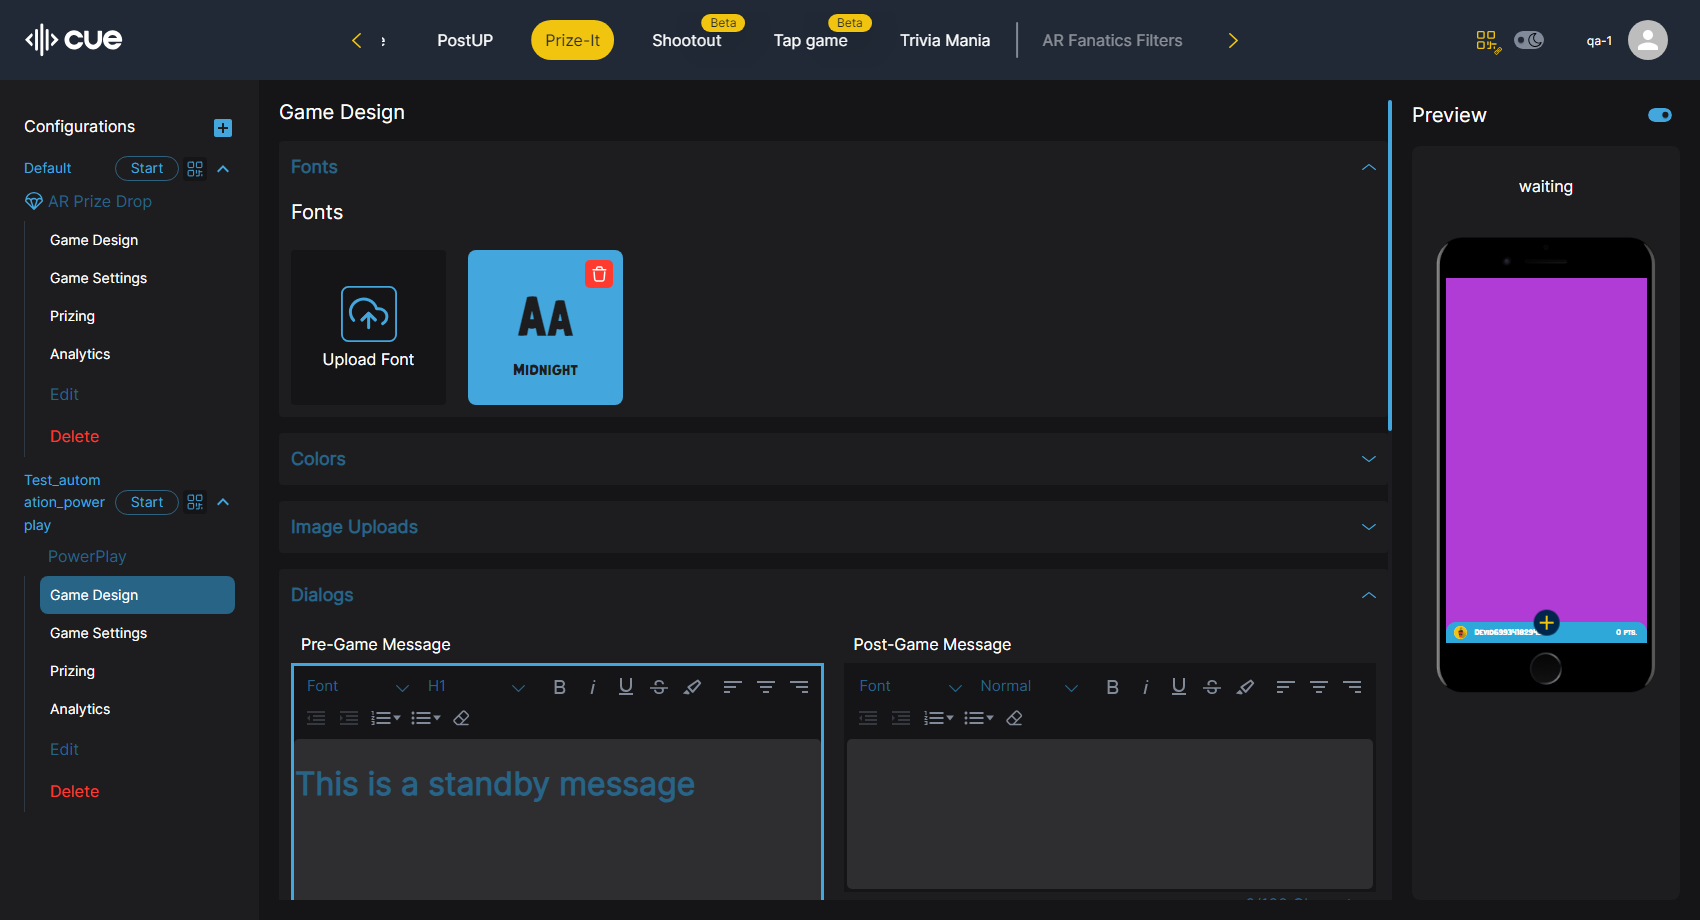 cue
PostUP
Prize-It
Shootout
Beta
Tap game
Beta
Trivia Mania
AR Fanatics Filters
qa-1
Configurations
Default
Start
AR Prize Drop
Game Design
Game Settings
Prizing
Analytics
Edit
Delete
Test_autom
ation_power
play
Start
PowerPlay
Game Design
Game Settings
Prizing
Analytics
Edit
Delete
Game Design
Fonts
Fonts
Upload Font
AA
Midnight
Colors
Image Uploads
Dialogs
Pre-Game Message
Font
H1
This is a standby message
Post-Game Message
Font
Normal
Preview
waiting
0 PTS.